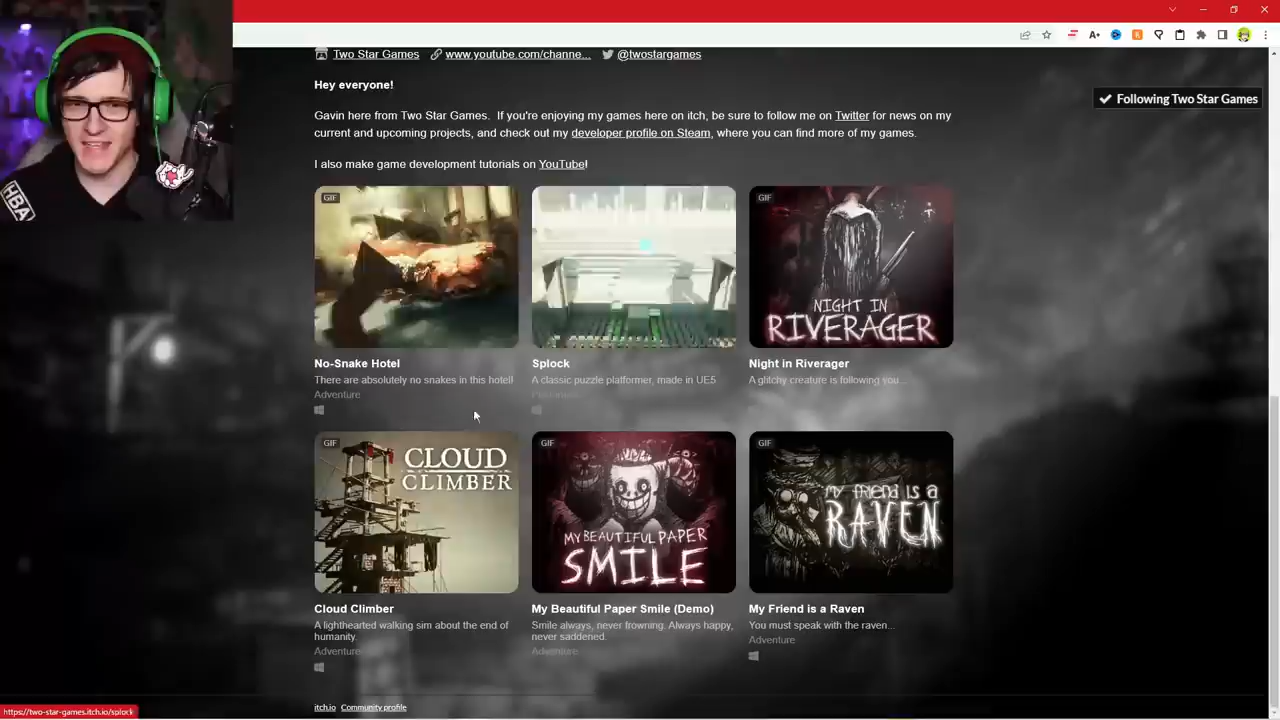 Two Star Games www.youtube.com/channe... @twostargames
Hey everyone!
Following Two Star Games
Gavin here from Two Star Games. If you're enjoying my games here on itch, be sure to follow me on Twitter for news on my
current and upcoming projects, and check out my developer profile on Steam, where you can find more of my games.
I also make game development tutorials on YouTube!
HBA
GIF
GIF
NIGHT IN
RIVERAGER
No-Snake Hotel
There are absolutely no snakes in this hotel!
Adventure
Splock
A classic puzzle platformer, made in UE5
Night in Riverager
A glitchy creature is following you...
GIF
CLOUD
CLIMBER
GIF
MY BEAUTIFUL PAPER
SMILE
GIF
MY FRIEND IS A
RAVEN
Cloud Climber
A lighthearted walking sim about the end of
humanity.
Adventure
My Beautiful Paper Smile (Demo)
Smile always, never frowning. Always happy,
never saddened.
Adventure
My Friend is a Raven
You must speak with the raven...
Adventure
itch.io Community profile
https://two-star-games.itch.io/splock